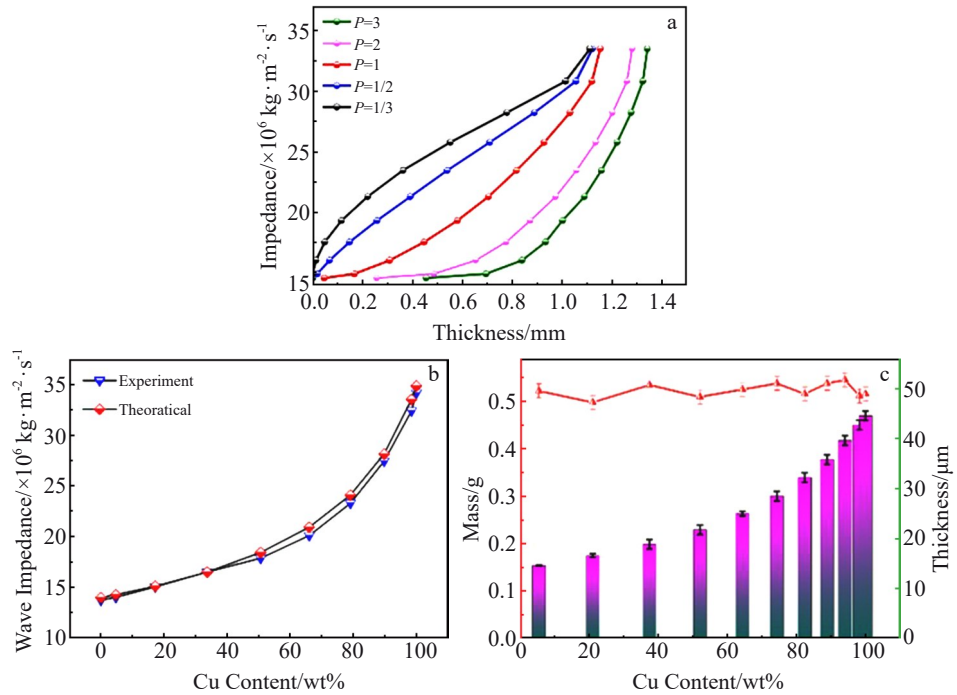 a
P=3
P=2
P=1
P=1/2
P=1/3
Impedance/×10⁶ kg·m⁻²·s⁻¹
35
30
25
20
15
0.0 0.2 0.4 0.6 0.8 1.0 1.2 1.4
Thickness/mm
b
Experiment
Theoratical
Wave Impedance/×10⁶ kg·m⁻²·s⁻¹
35
30
25
20
15
10
0 20 40 60 80 100
Cu Content/wt%
c
Mass/g
0.5
0.4
0.3
0.2
0.1
0.0
0 20 40 60 80 100
Cu Content/wt%
50
40
30
20
10
0
Thickness/μm